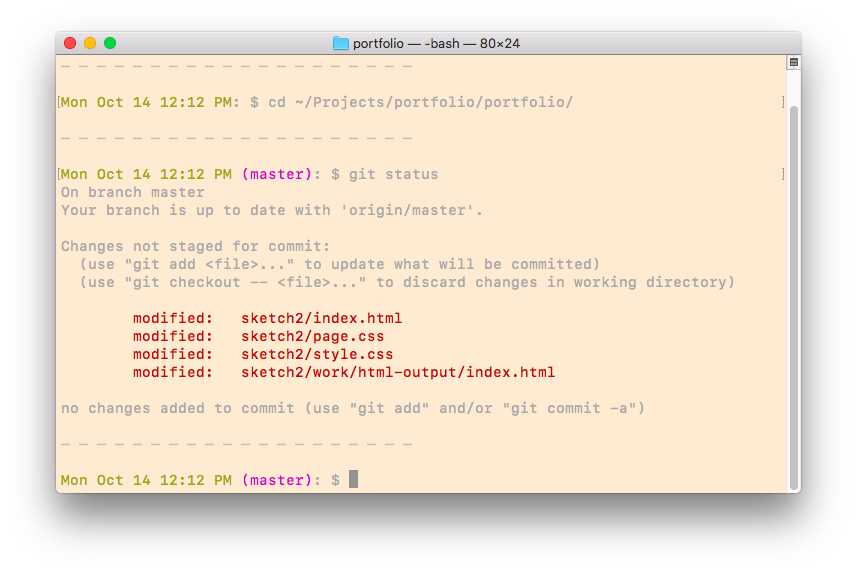 portfolio — -bash — 80×24
— — — — — — — — — — — — — — — — — — — —
[Mon Oct 14 12:12 PM: $ cd ~/Projects/portfolio/portfolio/ ]
— — — — — — — — — — — — — — — — — — — —
[Mon Oct 14 12:12 PM (master): $ git status ]
On branch master
Your branch is up to date with 'origin/master'.
Changes not staged for commit:
(use "git add <file>..." to update what will be committed)
(use "git checkout -- <file>..." to discard changes in working directory)
modified: sketch2/index.html
modified: sketch2/page.css
modified: sketch2/style.css
modified: sketch2/work/html-output/index.html
no changes added to commit (use "git add" and/or "git commit -a")
— — — — — — — — — — — — — — — — — — — —
Mon Oct 14 12:12 PM (master): $